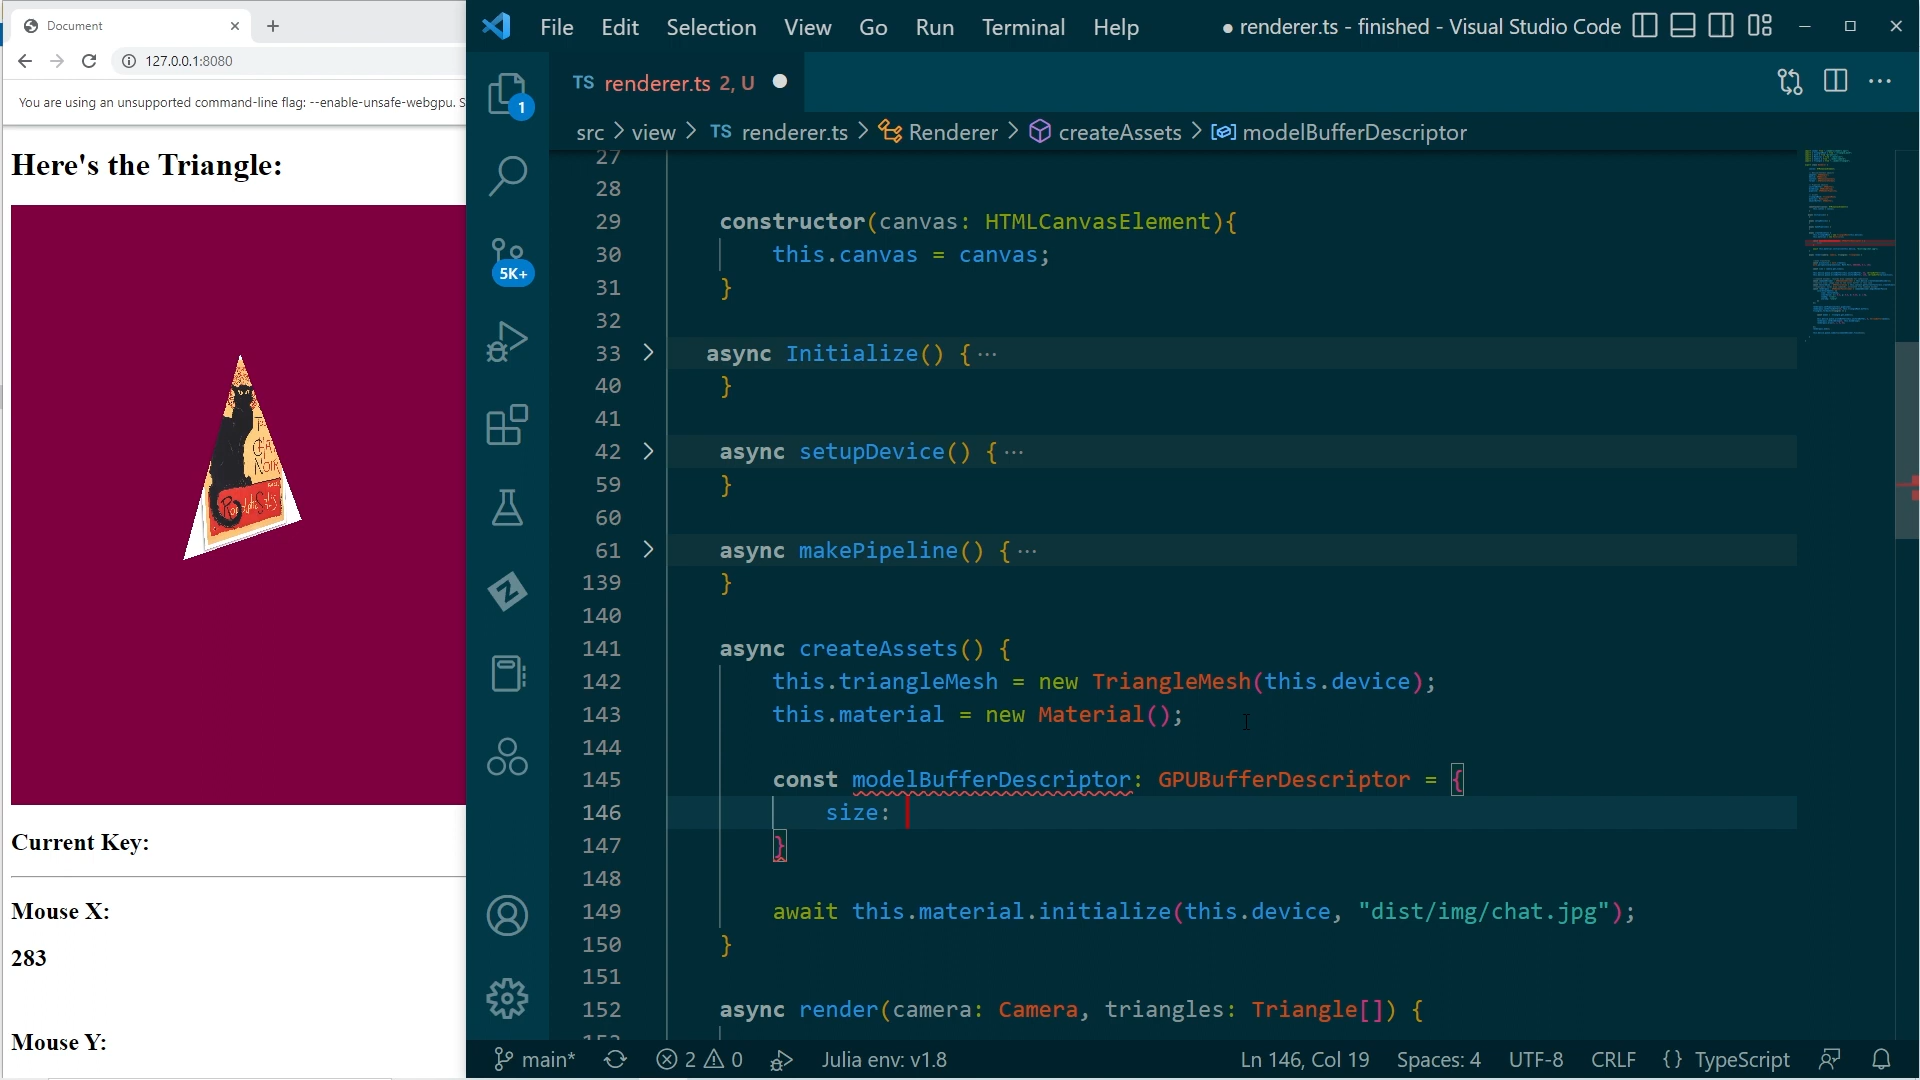 Document
127.0.0.1:8080
You are using an unsupported command-line flag: --enable-unsafe-webgpu. S
Here's the Triangle:
Current Key:
Mouse X:
283
Mouse Y:
File Edit Selection View Go Run Terminal Help
● renderer.ts - finished - Visual Studio Code
TS renderer.ts 2, U
src > view > TS renderer.ts > Renderer > createAssets > modelBufferDescriptor
1
5K+
27
28
29 constructor(canvas: HTMLCanvasElement){
30 this.canvas = canvas;
31 }
32
33 async Initialize() {…
40 }
41
42 async setupDevice() {…
59 }
60
61 async makePipeline() {…
139 }
140
141 async createAssets() {
142 this.triangleMesh = new TriangleMesh(this.device);
143 this.material = new Material();
144
145 const modelBufferDescriptor: GPUBufferDescriptor = {
146 size:
147 }
148
149 await this.material.initialize(this.device, "dist/img/chat.jpg");
150 }
151
152 async render(camera: Camera, triangles: Triangle[]) {
main* 2 0 Julia env: v1.8 Ln 146, Col 19 Spaces: 4 UTF-8 CRLF {} TypeScript